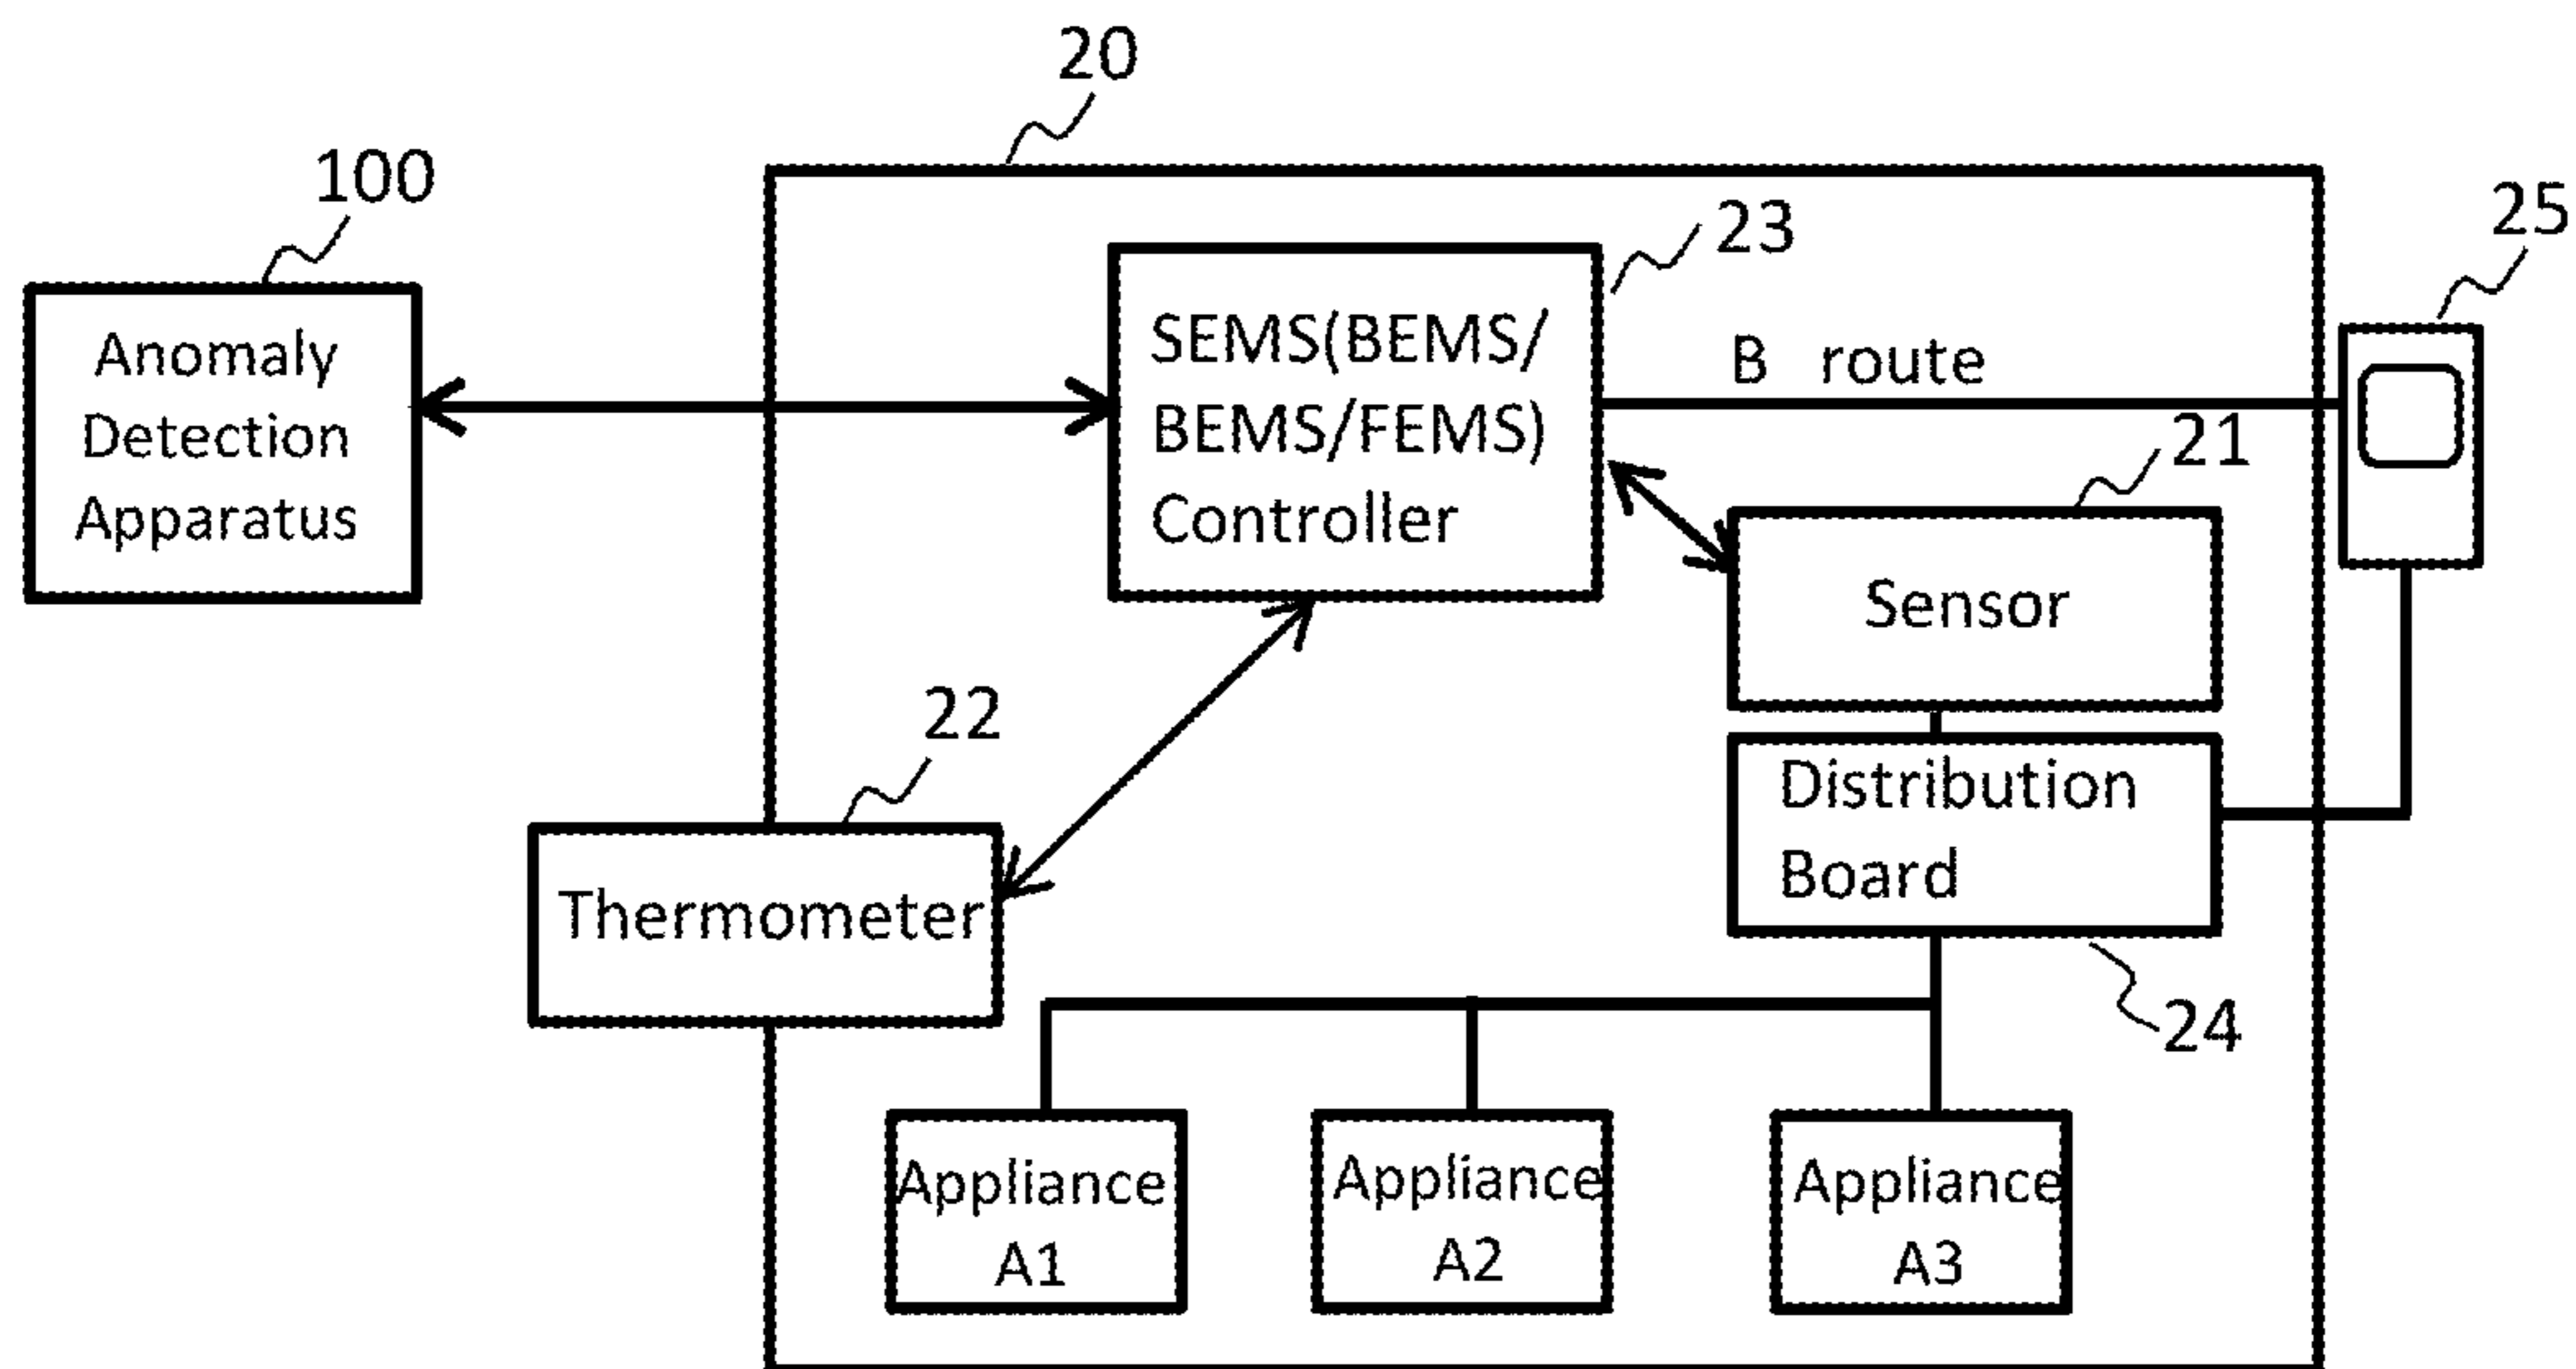 20
100
23
25
Anomaly
Detection
Apparatus
SEMS(BEMS/
BEMS/FEMS)
Controller
B route
21
Sensor
22
Thermometer
Distribution
Board
24
Appliance
A1
Appliance
A2
Appliance
A3